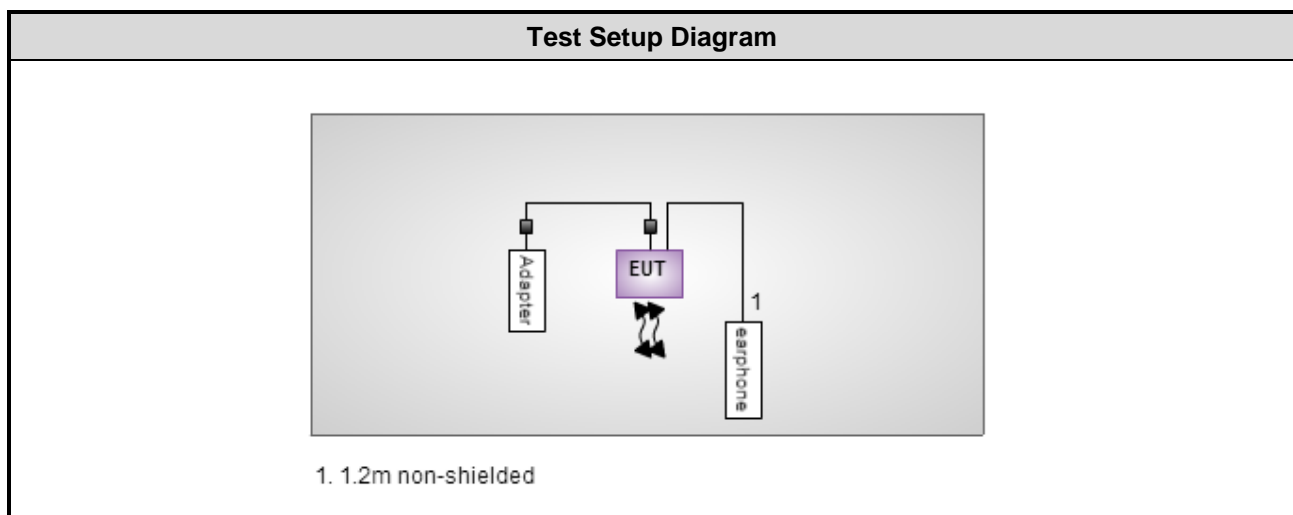 Test Setup Diagram
Adapter
EUT
1
earphone
1. 1.2m non-shielded